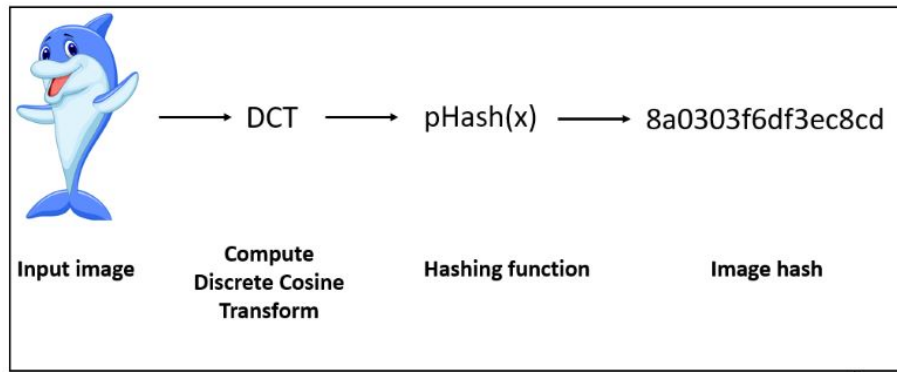 DCT
pHash(x)
8a0303f6df3ec8cd
Input image
Compute
Discrete Cosine
Transform
Hashing function
Image hash